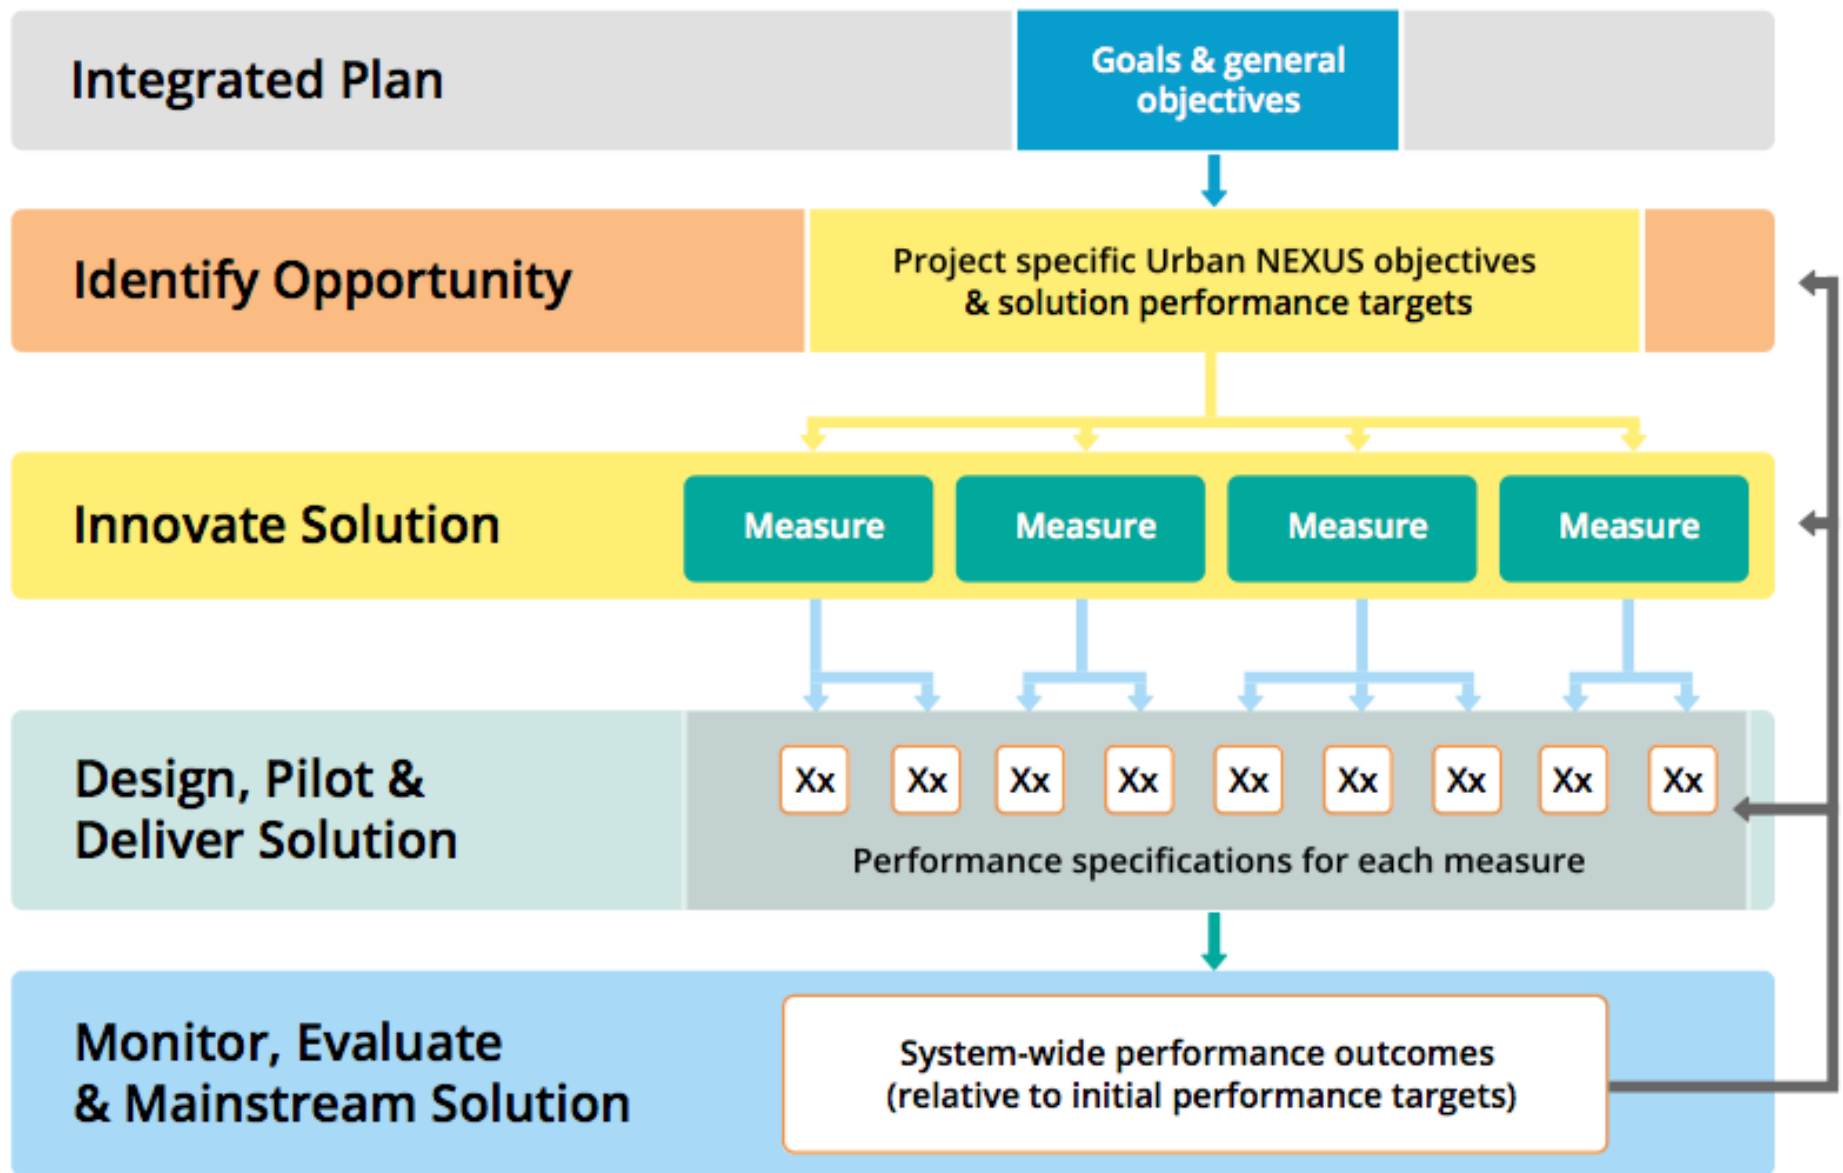 Integrated Plan
Goals & general
objectives
Identify Opportunity
Project specific Urban NEXUS objectives
& solution performance targets
Innovate Solution
Measure
Measure
Measure
Measure
Design, Pilot &
Deliver Solution
Xx
Xx
Xx
Xx
Xx
Xx
Xx
Xx
Xx
Performance specifications for each measure
Monitor, Evaluate
& Mainstream Solution
System-wide performance outcomes
(relative to initial performance targets)